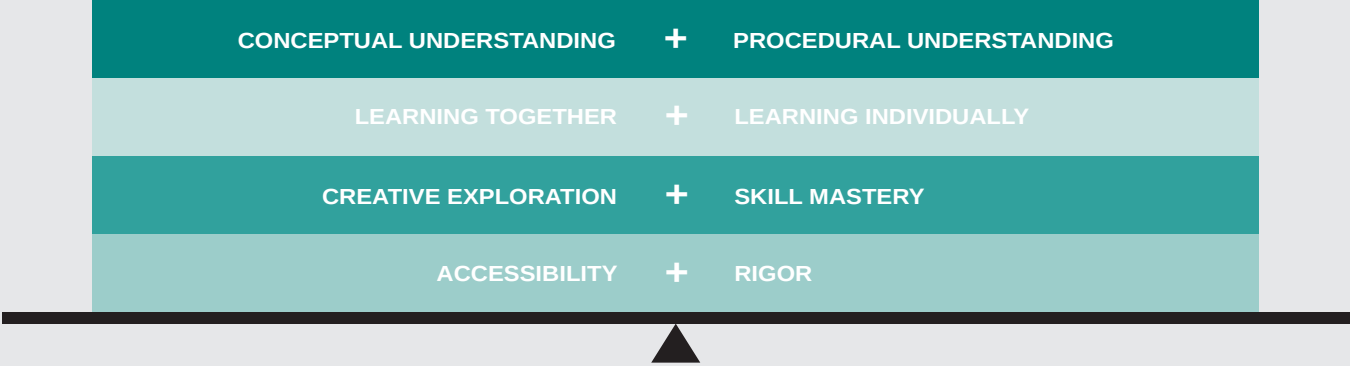 CONCEPTUAL UNDERSTANDING + PROCEDURAL UNDERSTANDING
LEARNING TOGETHER + LEARNING INDIVIDUALLY
CREATIVE EXPLORATION + SKILL MASTERY
ACCESSIBILITY + RIGOR